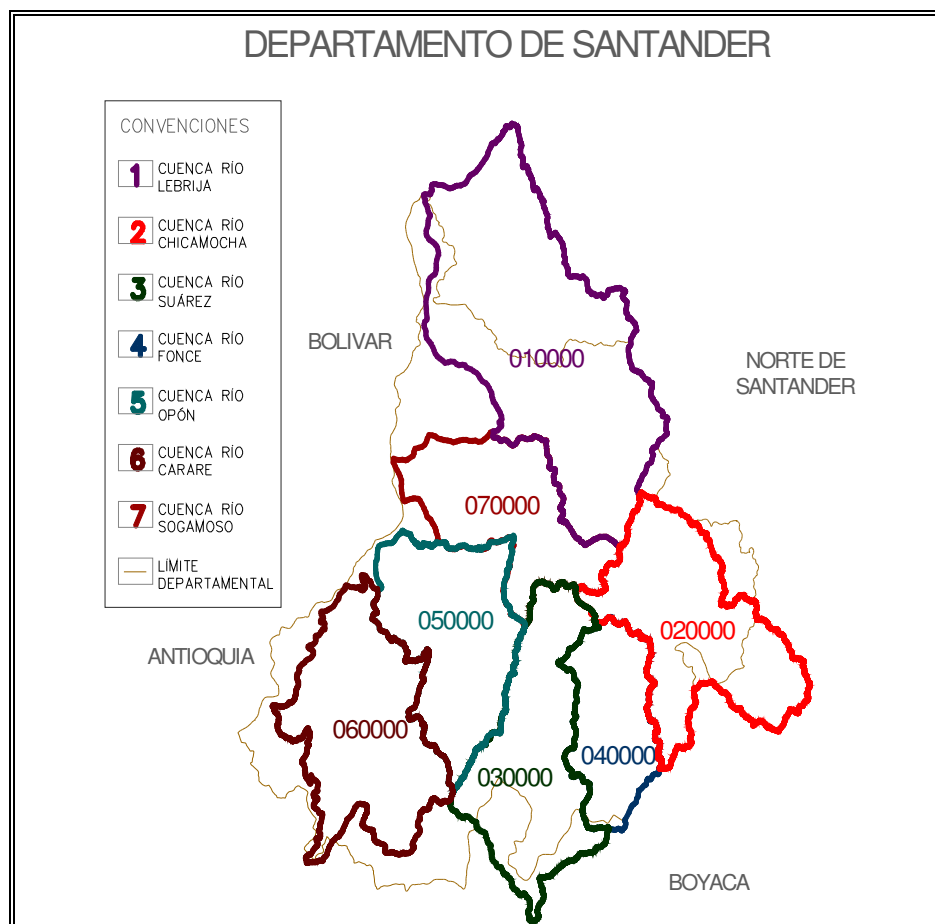 DEPARTAMENTO DE SANTANDER
CONVENCIONES
1 CUENCA RÍO
LEBRIJA
2 CUENCA RÍO
CHICAMOCHA
3 CUENCA RÍO
SUÁREZ
4 CUENCA RÍO
FONCE
5 CUENCA RÍO
OPÓN
6 CUENCA RÍO
CARARE
7 CUENCA RÍO
SOGAMOSO
LÍMITE
DEPARTAMENTAL
BOLIVAR
010000
NORTE DE
SANTANDER
070000
050000
020000
ANTIOQUIA
060000
040000
030000
BOYACA